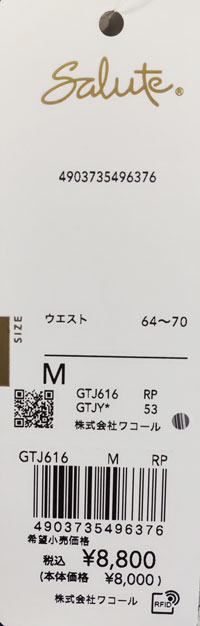 Salute®
4903735496376
SIZE
ウエスト 64～70
M
GTJ616 RP
GTJY* 53
株式会社ワコール
GTJ616 M RP
4903735496376
希望小売価格
税込 ¥8,800
(本体価格 ¥8,000)
株式会社ワコール RFID